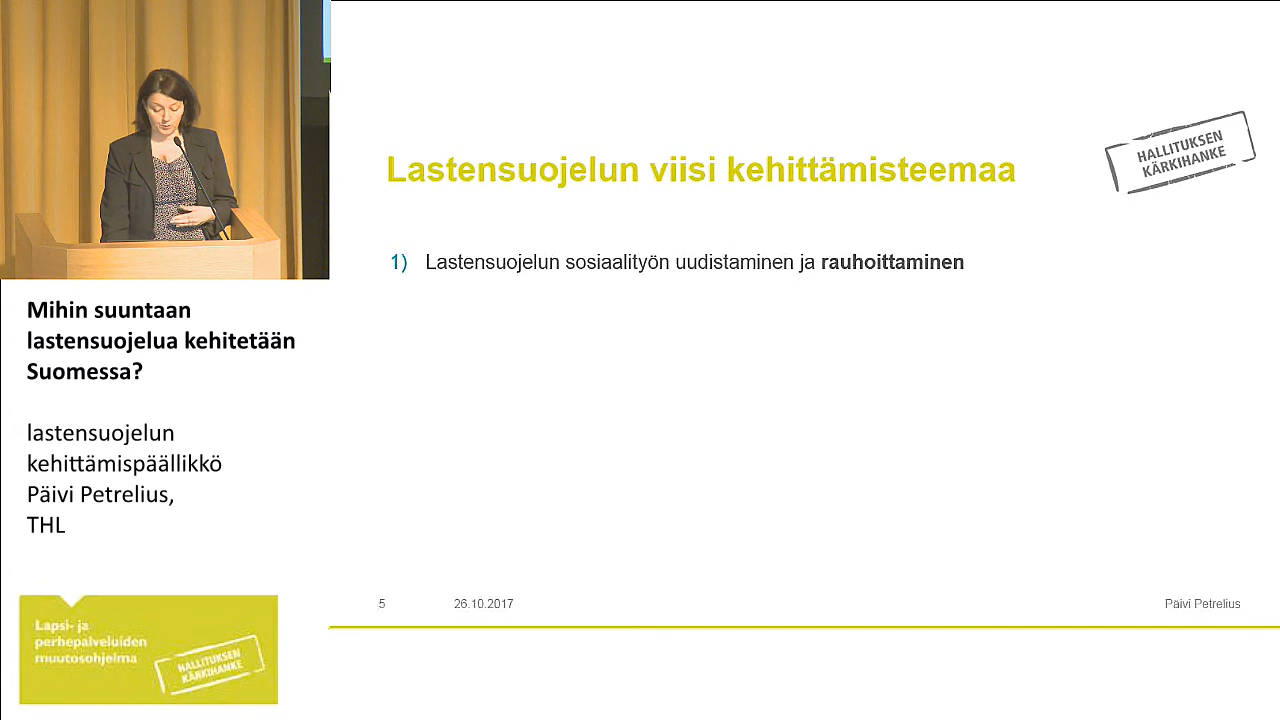 Mihin suuntaan
lastensuojelua kehitetään
Suomessa?
lastensuojelun
kehittämispäällikkö
Päivi Petrelius,
THL
Lapsi- ja
perhepalveluiden
muutosohjelma
HALLITUKSEN
KÄRKIHANKE
Lastensuojelun viisi kehittämisteemaa
HALLITUKSEN
KÄRKIHANKE
1) Lastensuojelun sosiaalityön uudistaminen ja rauhoittaminen
5 26.10.2017 Päivi Petrelius